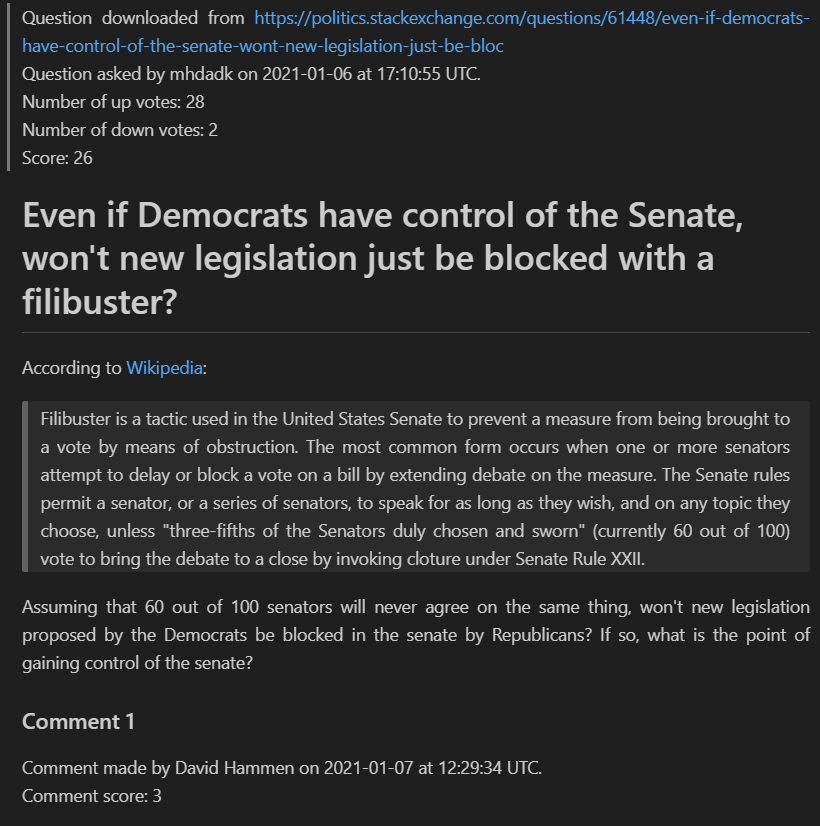 Question downloaded from https://politics.stackexchange.com/questions/61448/even-if-democrats-
have-control-of-the-senate-wont-new-legislation-just-be-bloc
Question asked by mhdadk on 2021-01-06 at 17:10:55 UTC.
Number of up votes: 28
Number of down votes: 2
Score: 26
Even if Democrats have control of the Senate,
won't new legislation just be blocked with a
filibuster?
According to Wikipedia:
Filibuster is a tactic used in the United States Senate to prevent a measure from being brought to
a vote by means of obstruction. The most common form occurs when one or more senators
attempt to delay or block a vote on a bill by extending debate on the measure. The Senate rules
permit a senator, or a series of senators, to speak for as long as they wish, and on any topic they
choose, unless "three-fifths of the Senators duly chosen and sworn" (currently 60 out of 100)
vote to bring the debate to a close by invoking cloture under Senate Rule XXII.
Assuming that 60 out of 100 senators will never agree on the same thing, won't new legislation
proposed by the Democrats be blocked in the senate by Republicans? If so, what is the point of
gaining control of the senate?
Comment 1
Comment made by David Hammen on 2021-01-07 at 12:29:34 UTC.
Comment score: 3